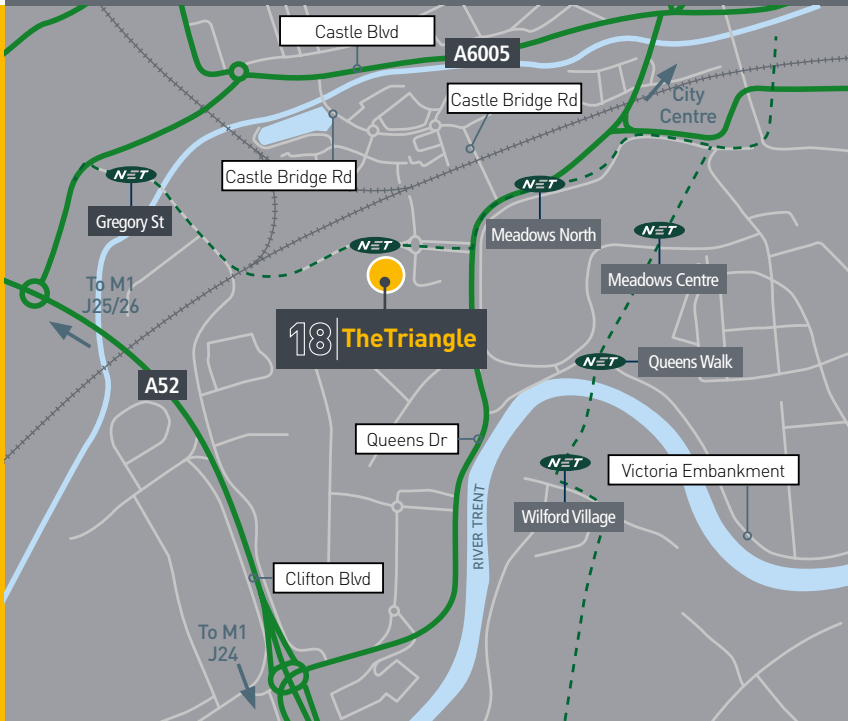 Castle Blvd
A6005
Castle Bridge Rd
City
Centre
Castle Bridge Rd
NET
Gregory St
NET
Meadows North
NET
NET
Meadows Centre
To M1
J25/26
18 TheTriangle
NET
Queens Walk
A52
Queens Dr
NET
Victoria Embankment
Wilford Village
RIVER TRENT
Clifton Blvd
To M1
J24